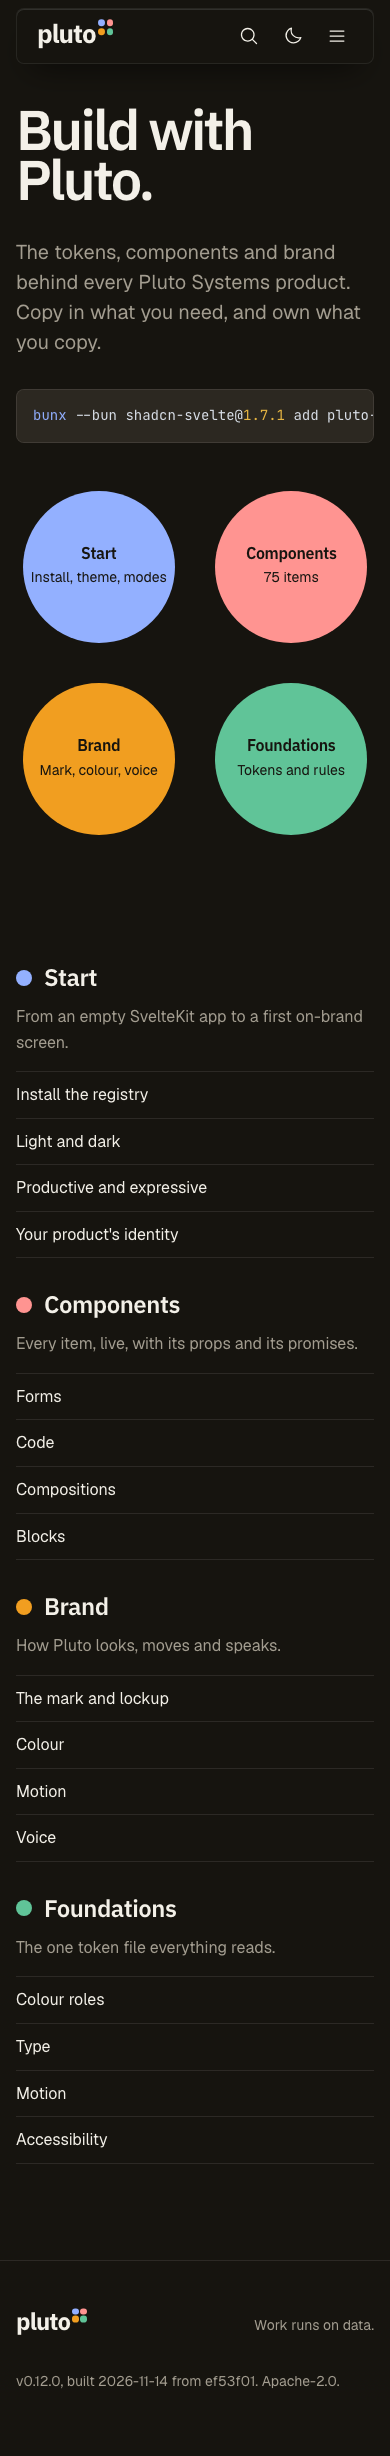 pluto
Build with
Pluto.
The tokens, components and brand
behind every Pluto Systems product.
Copy in what you need, and own what
you copy.
bunx --bun shadcn-svelte@1.7.1 add pluto-
Start
Install, theme, modes
Components
75 items
Brand
Mark, colour, voice
Foundations
Tokens and rules
Start
From an empty SvelteKit app to a first on-brand
screen.
Install the registry
Light and dark
Productive and expressive
Your product's identity
Components
Every item, live, with its props and its promises.
Forms
Code
Compositions
Blocks
Brand
How Pluto looks, moves and speaks.
The mark and lockup
Colour
Motion
Voice
Foundations
The one token file everything reads.
Colour roles
Type
Motion
Accessibility
pluto
Work runs on data.
v0.12.0, built 2026-11-14 from ef53f01. Apache-2.0.